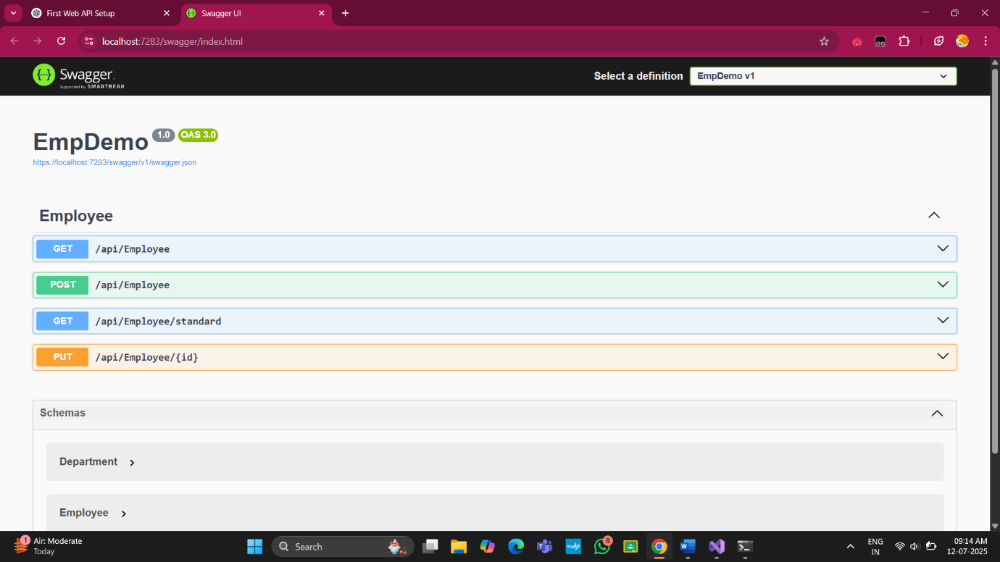 First Web API Setup
Swagger UI
localhost:7283/swagger/index.html
Swagger
Supported by SMARTBEAR
Select a definition
EmpDemo v1
EmpDemo 1.0 OAS 3.0
https://localhost:7283/swagger/v1/swagger.json
Employee
GET /api/Employee
POST /api/Employee
GET /api/Employee/standard
PUT /api/Employee/{id}
Schemas
Department
Employee
1
Air: Moderate
Today
Search
myhp
8
ENG
IN
09:14 AM
12-07-2025